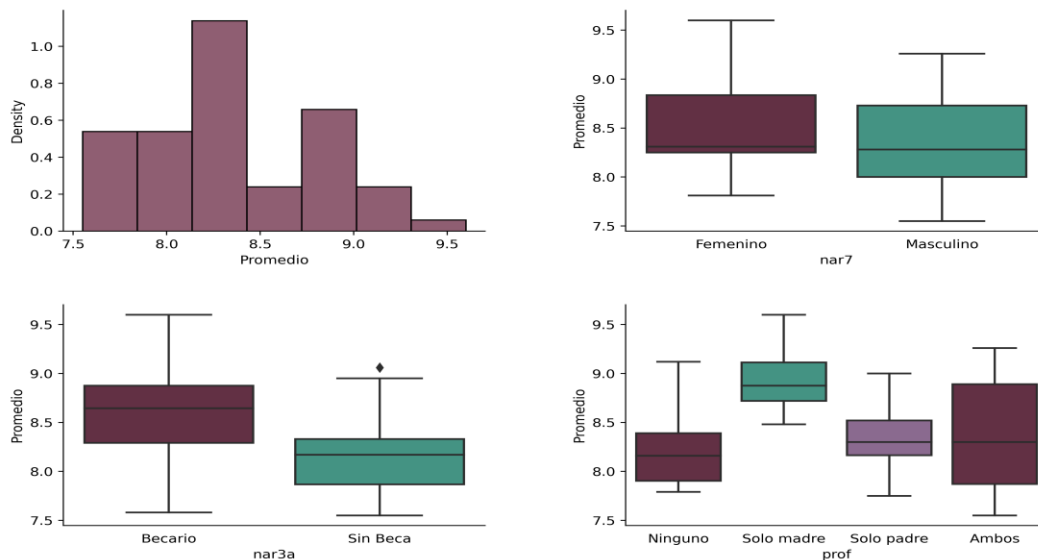 1.0
0.8
0.6
0.4
0.2
0.0
Density
7.5 8.0 8.5 9.0 9.5
Promedio
9.5
9.0
8.5
8.0
7.5
Promedio
Femenino Masculino
nar7
9.5
9.0
8.5
8.0
7.5
Promedio
Becario Sin Beca
nar3a
9.5
9.0
8.5
8.0
7.5
Promedio
Ninguno Solo madre Solo padre Ambos
prof